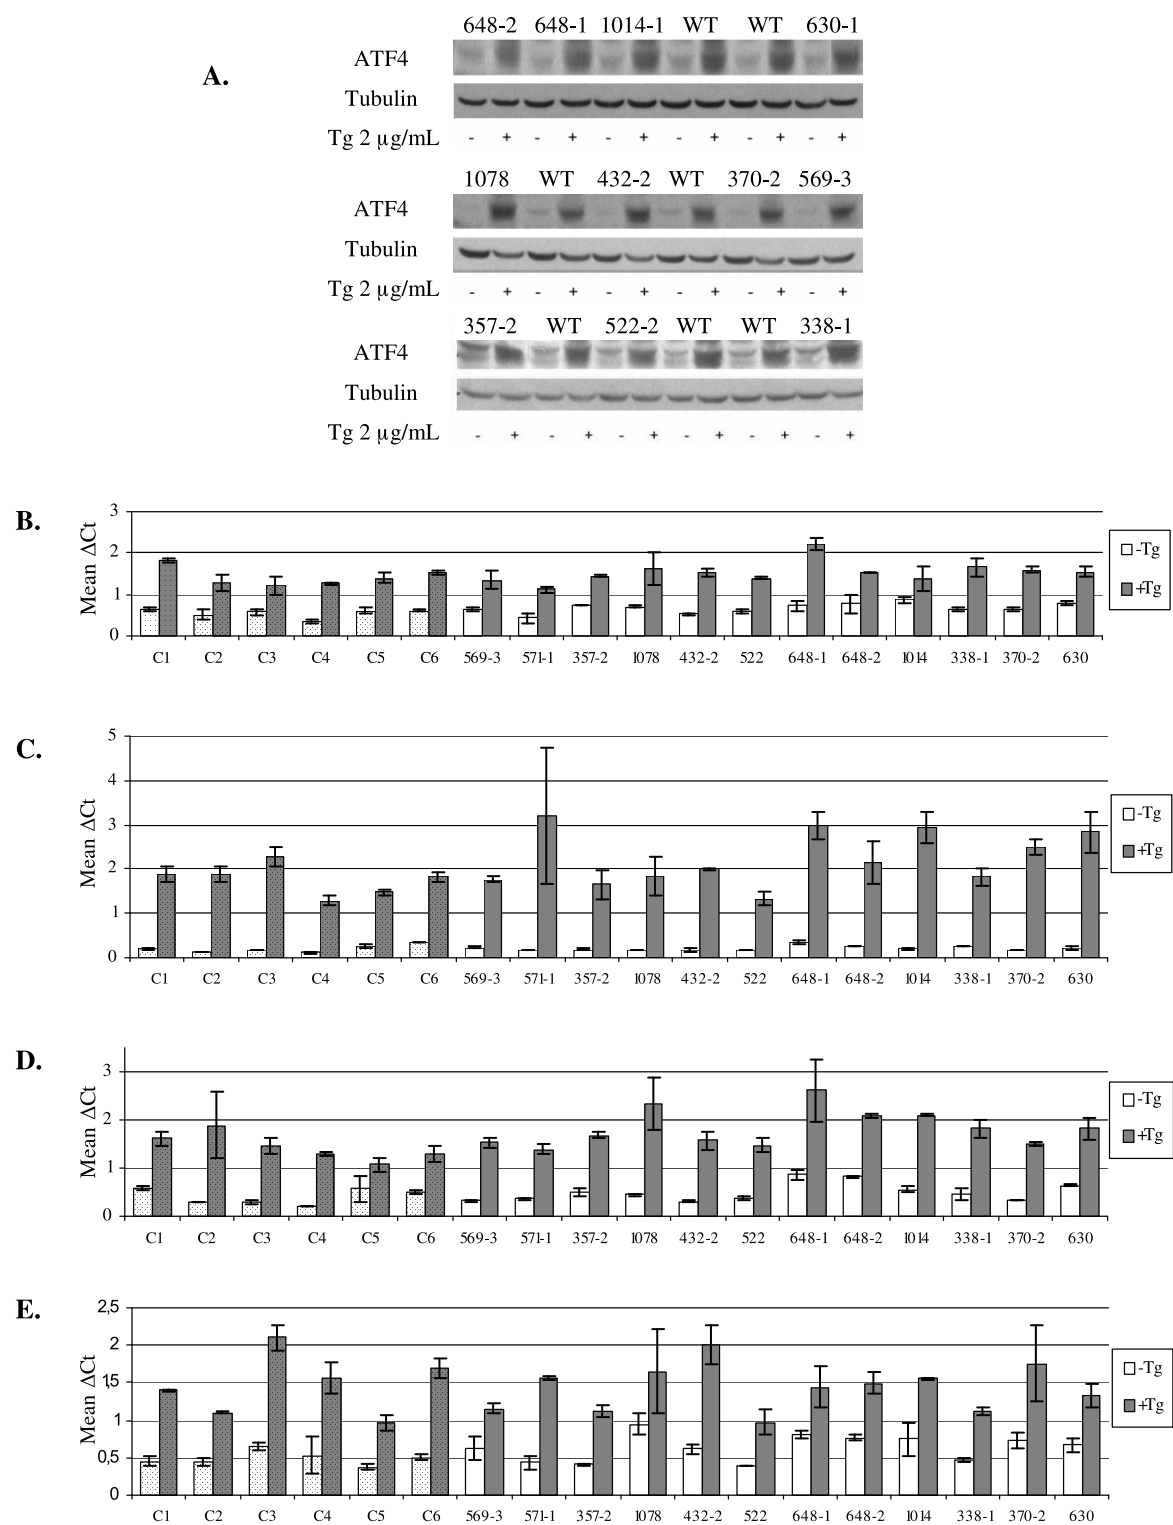 A.
648-2 648-1 1014-1 WT WT 630-1
ATF4
Tubulin
Tg 2 µg/mL - + - + - + - + - + - +
1078 WT 432-2 WT 370-2 569-3
ATF4
Tubulin
Tg 2 µg/mL - + - + - + - + - + - +
357-2 WT 522-2 WT WT 338-1
ATF4
Tubulin
Tg 2 µg/mL - + - + - + - + - + - +
B.
Mean ΔCt
3
2
1
0
C1 C2 C3 C4 C5 C6 569-3 571-1 357-2 1078 432-2 522 648-1 648-2 1014 338-1 370-2 630
-Tg
+Tg
C.
Mean ΔCt
5
4
3
2
1
0
C1 C2 C3 C4 C5 C6 569-3 571-1 357-2 1078 432-2 522 648-1 648-2 1014 338-1 370-2 630
-Tg
+Tg
D.
Mean ΔCt
3
2
1
0
C1 C2 C3 C4 C5 C6 569-3 571-1 357-2 1078 432-2 522 648-1 648-2 1014 338-1 370-2 630
-Tg
+Tg
E.
Mean ΔCt
2,5
2
1,5
1
0,5
0
C1 C2 C3 C4 C5 C6 569-3 571-1 357-2 1078 432-2 522 648-1 648-2 1014 338-1 370-2 630
-Tg
+Tg